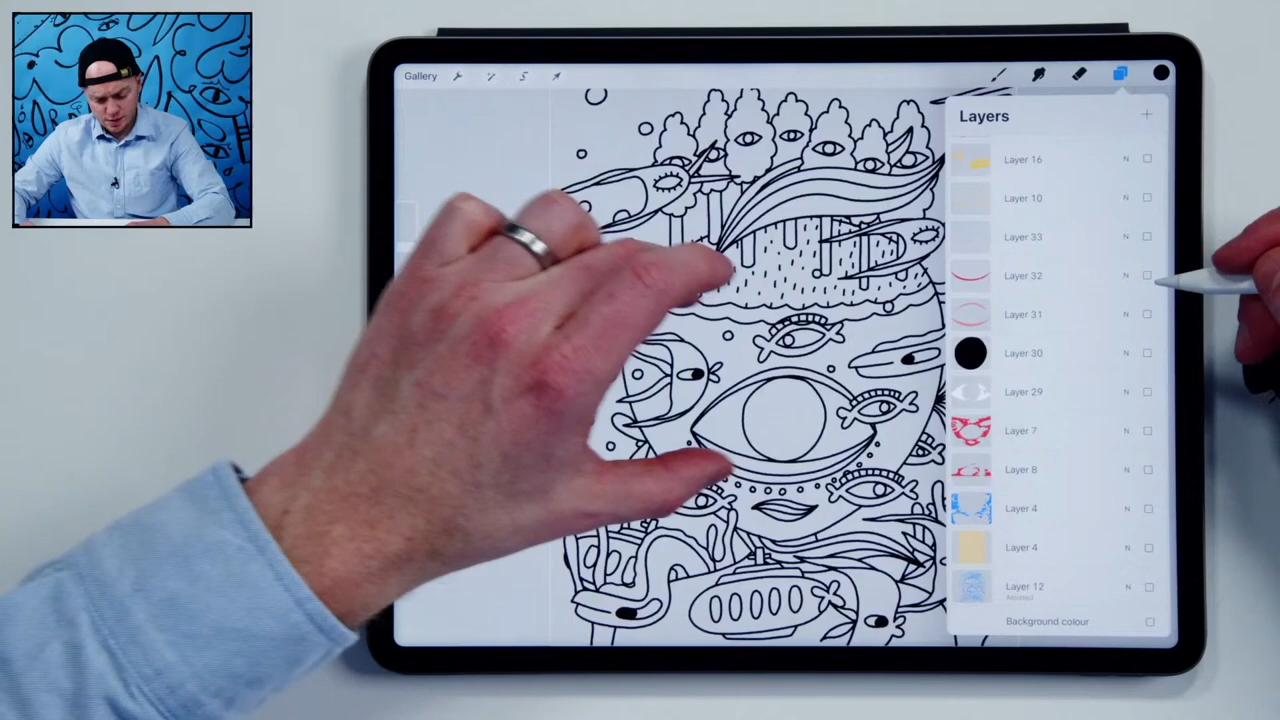 Gallery
Layers
Layer 16 N
Layer 10 N
Layer 33 N
Layer 32 N
Layer 31 N
Layer 30 N
Layer 29 N
Layer 7 N
Layer 8 N
Layer 4 N
Layer 4 N
Layer 12 N
Assisted
Background colour